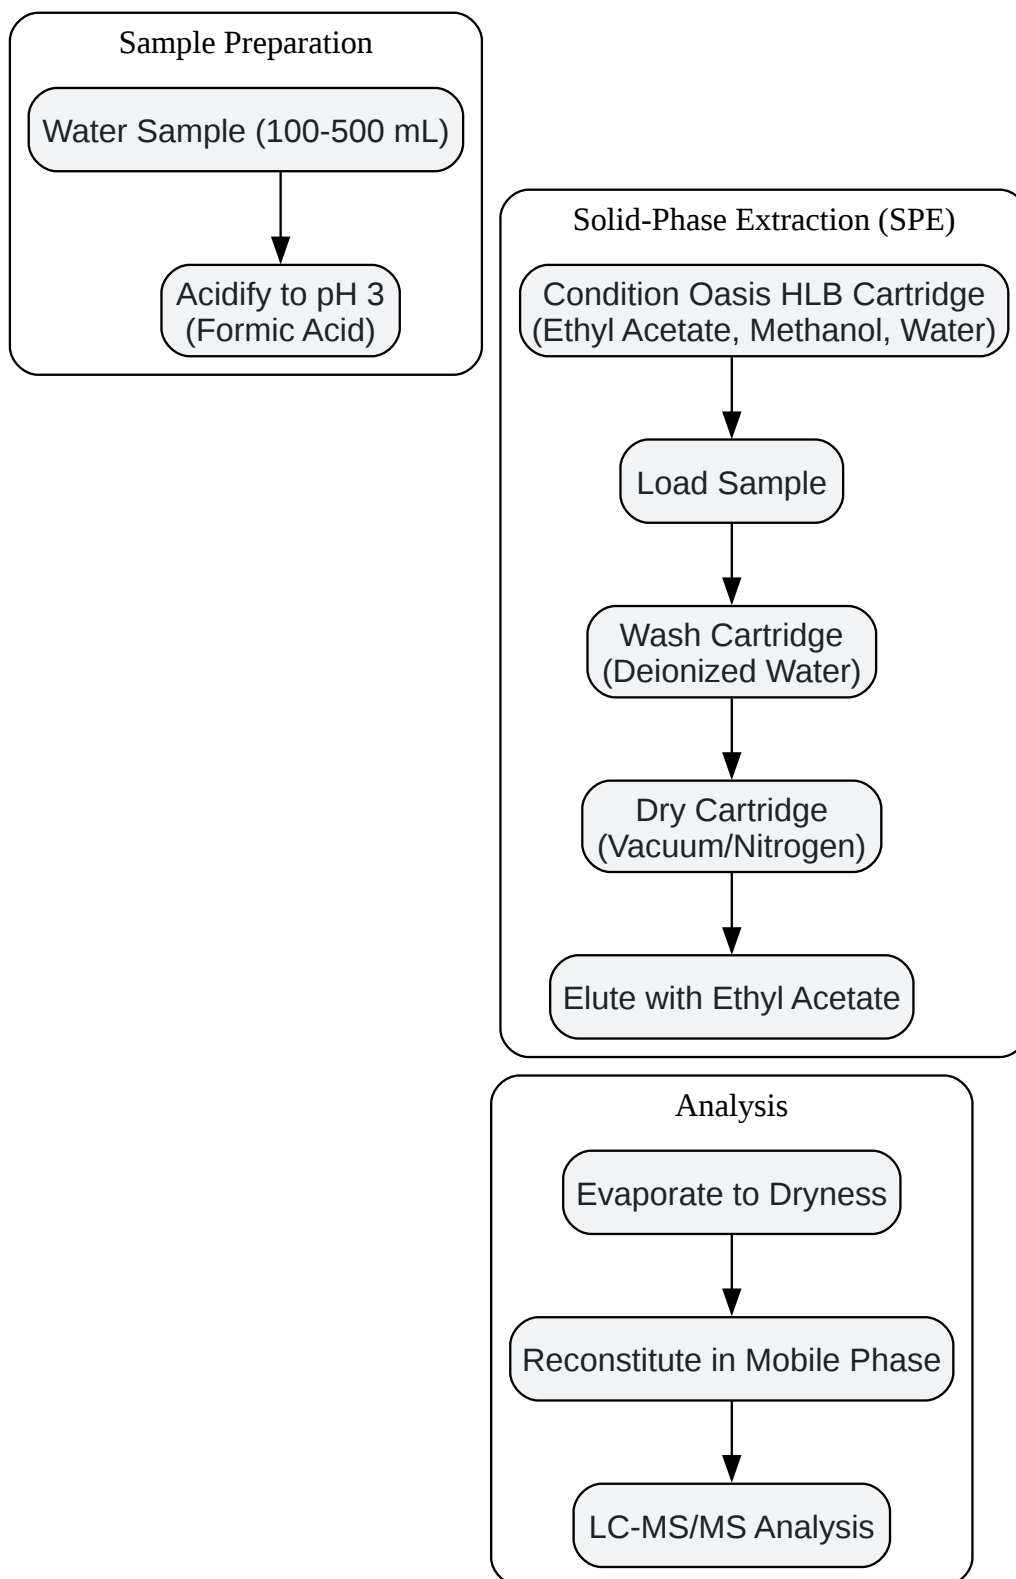 Sample Preparation
Water Sample (100-500 mL)
Acidify to pH 3
(Formic Acid)
Solid-Phase Extraction (SPE)
Condition Oasis HLB Cartridge
(Ethyl Acetate, Methanol, Water)
Load Sample
Wash Cartridge
(Deionized Water)
Dry Cartridge
(Vacuum/Nitrogen)
Elute with Ethyl Acetate
Analysis
Evaporate to Dryness
Reconstitute in Mobile Phase
LC-MS/MS Analysis